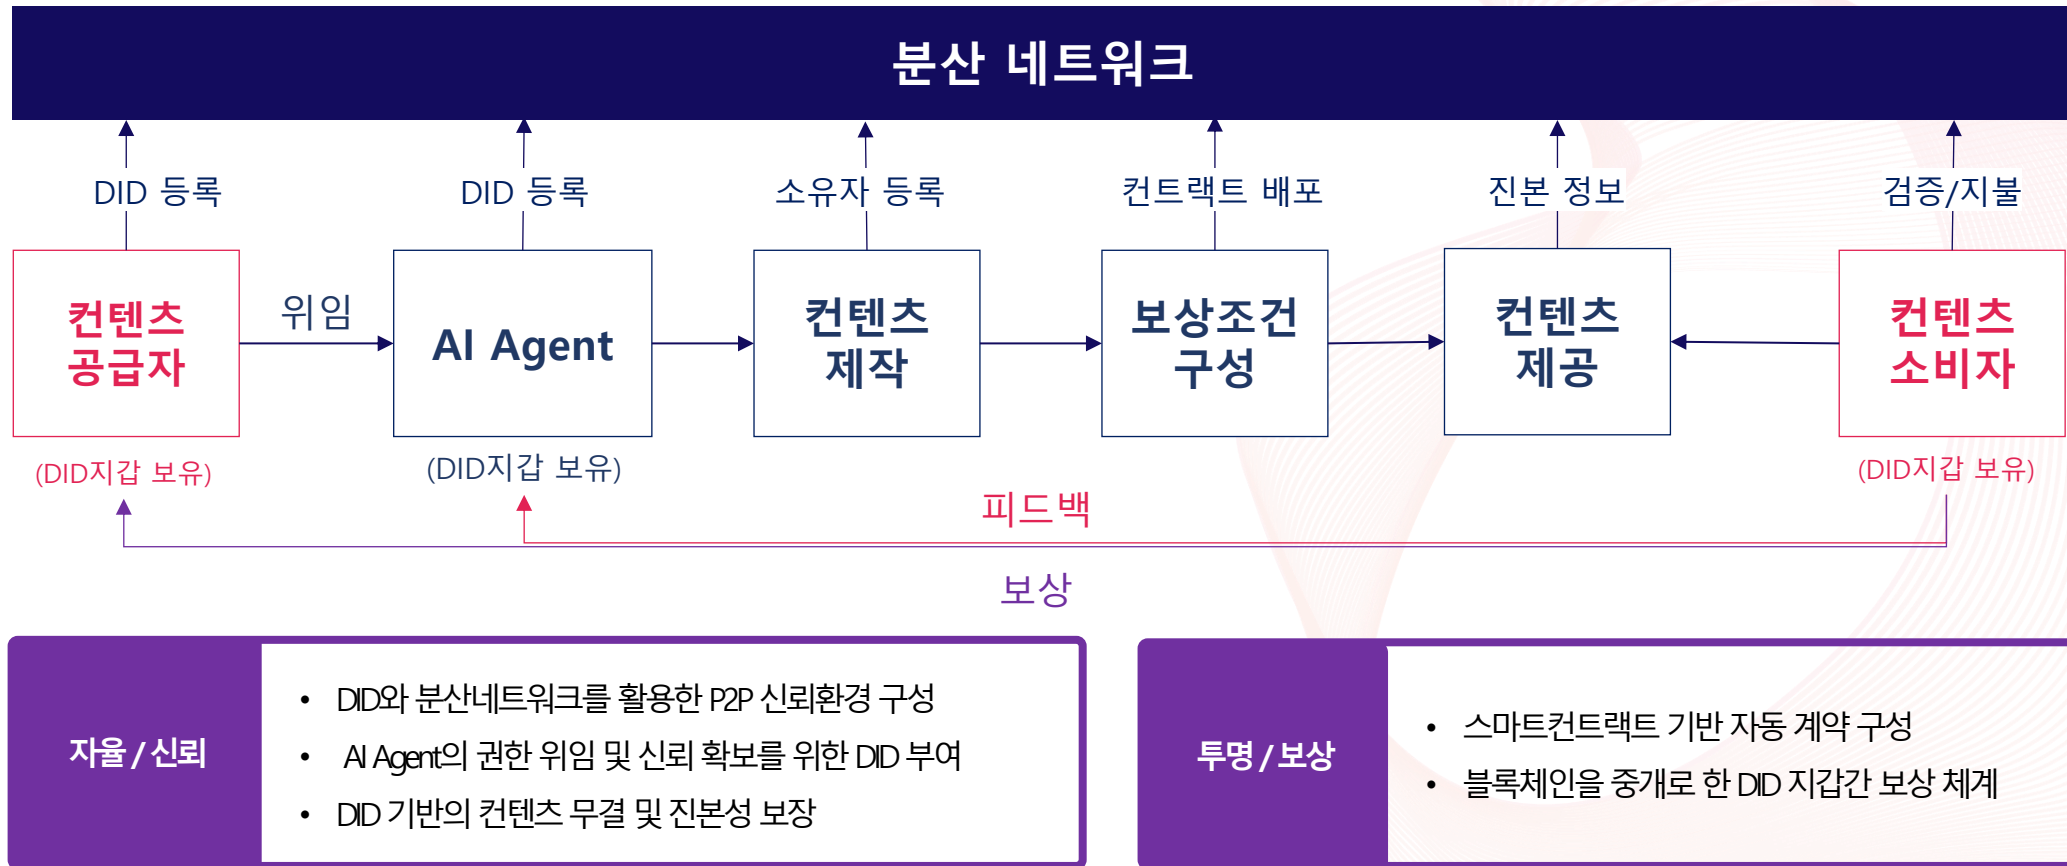 분산 네트워크
DID 등록
DID 등록
소유자 등록
컨트랙트 배포
진본 정보
검증/지불
컨텐츠
공급자
위임
AI Agent
컨텐츠
제작
보상조건
구성
컨텐츠
제공
컨텐츠
소비자
(DID지갑 보유)
(DID지갑 보유)
(DID지갑 보유)
피드백
보상
자율 / 신뢰
• DID와 분산네트워크를 활용한 P2P 신뢰환경 구성
• AI Agent의 권한 위임 및 신뢰 확보를 위한 DID 부여
• DID 기반의 컨텐츠 무결 및 진본성 보장
투명 / 보상
• 스마트컨트랙트 기반 자동 계약 구성
• 블록체인을 중개로 한 DID 지갑간 보상 체계